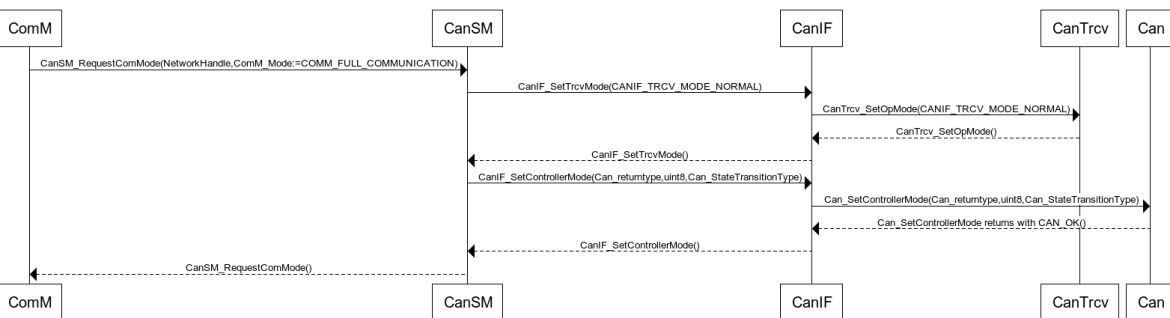 ComM
CanSM
CanIF
CanTrcv
Can
CanSM_RequestComMode(NetworkHandle,ComM_Mode:=COMM_FULL_COMMUNICATION)
CanIF_SetTrcvMode(CANIF_TRCV_MODE_NORMAL)
CanTrcv_SetOpMode(CANIF_TRCV_MODE_NORMAL)
CanTrcv_SetOpMode()
CanIF_SetTrcvMode()
CanIF_SetControllerMode(Can_returntype,uint8,Can_StateTransitionType)
Can_SetControllerMode(Can_returntype,uint8,Can_StateTransitionType)
Can_SetControllerMode returns with CAN_OK()
CanIF_SetControllerMode()
CanSM_RequestComMode()
ComM
CanSM
CanIF
CanTrcv
Can